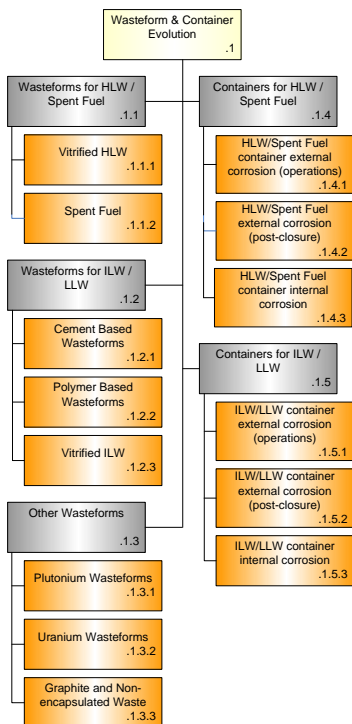 Wasteform & Container
Evolution
.1
Wasteforms for HLW /
Spent Fuel
.1.1
Vitrified HLW
.1.1.1
Spent Fuel
.1.1.2
Wasteforms for ILW /
LLW
.1.2
Cement Based
Wasteforms
.1.2.1
Polymer Based
Wasteforms
.1.2.2
Vitrified ILW
.1.2.3
Other Wasteforms
.1.3
Plutonium Wasteforms
.1.3.1
Uranium Wasteforms
.1.3.2
Graphite and Non-
encapsulated Waste
.1.3.3
Containers for HLW /
Spent Fuel
.1.4
HLW/Spent Fuel
container external
corrosion (operations)
.1.4.1
HLW/Spent Fuel
external corrosion
(post-closure)
.1.4.2
HLW/Spent Fuel
container internal
corrosion
.1.4.3
Containers for ILW /
LLW
.1.5
ILW/LLW container
external corrosion
(operations)
.1.5.1
ILW/LLW container
external corrosion
(post-closure)
.1.5.2
ILW/LLW container
internal corrosion
.1.5.3